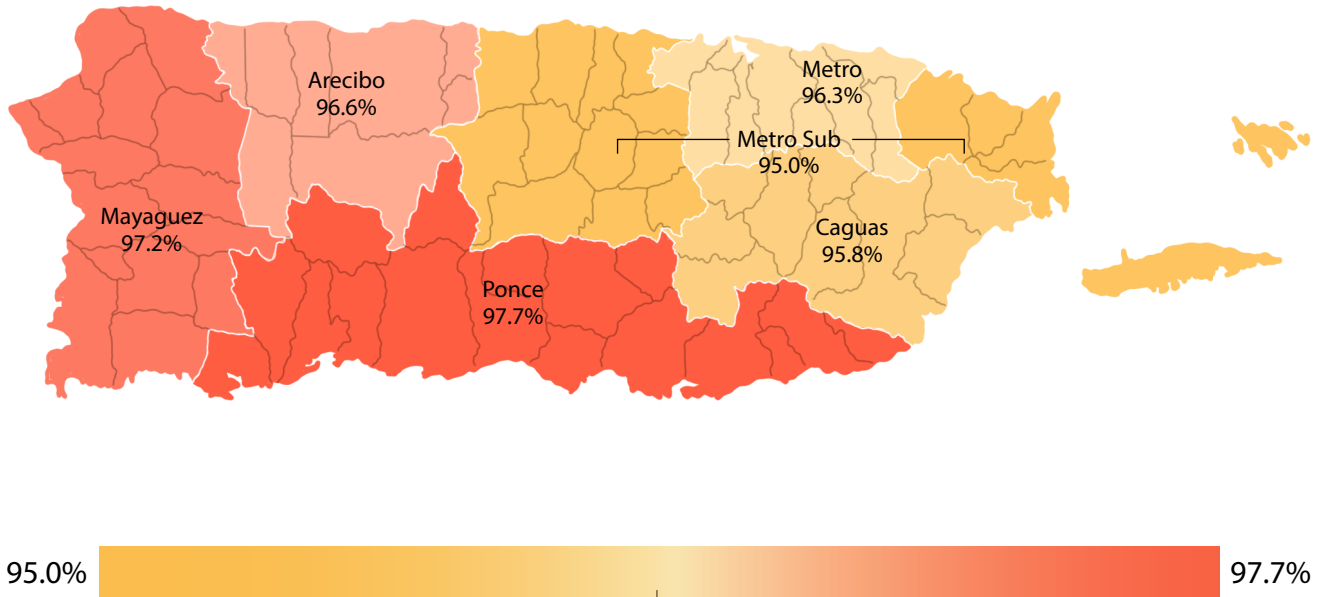 Arecibo
96.6%
Metro
96.3%
Metro Sub
95.0%
Mayaguez
97.2%
Caguas
95.8%
Ponce
97.7%
95.0%
97.7%